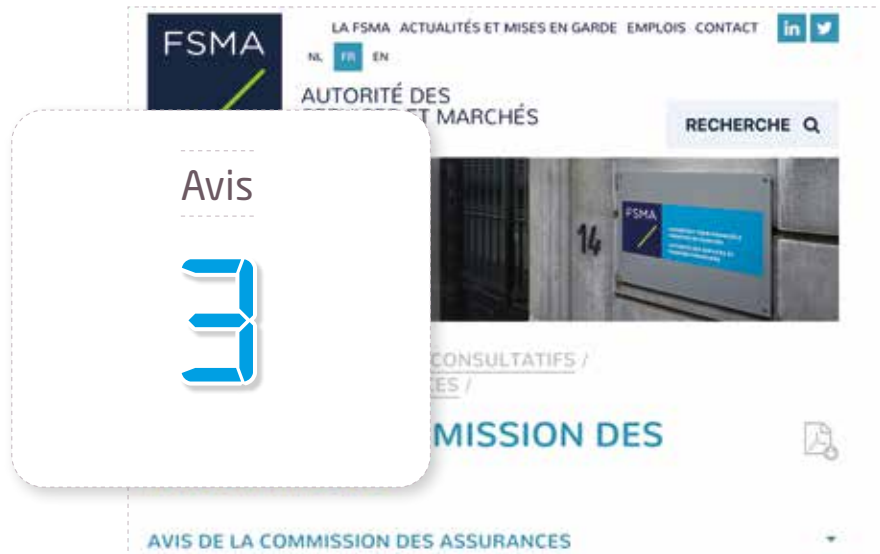 FSMA
LA FSMA ACTUALITÉS ET MISES EN GARDE EMPLOIS CONTACT
in
NL FR EN
AUTORITÉ DES
ET MARCHÉS
RECHERCHE
Avis
3
14
FSMA
CONSULTATIFS /
ES /
MISSION DES
AVIS DE LA COMMISSION DES ASSURANCES